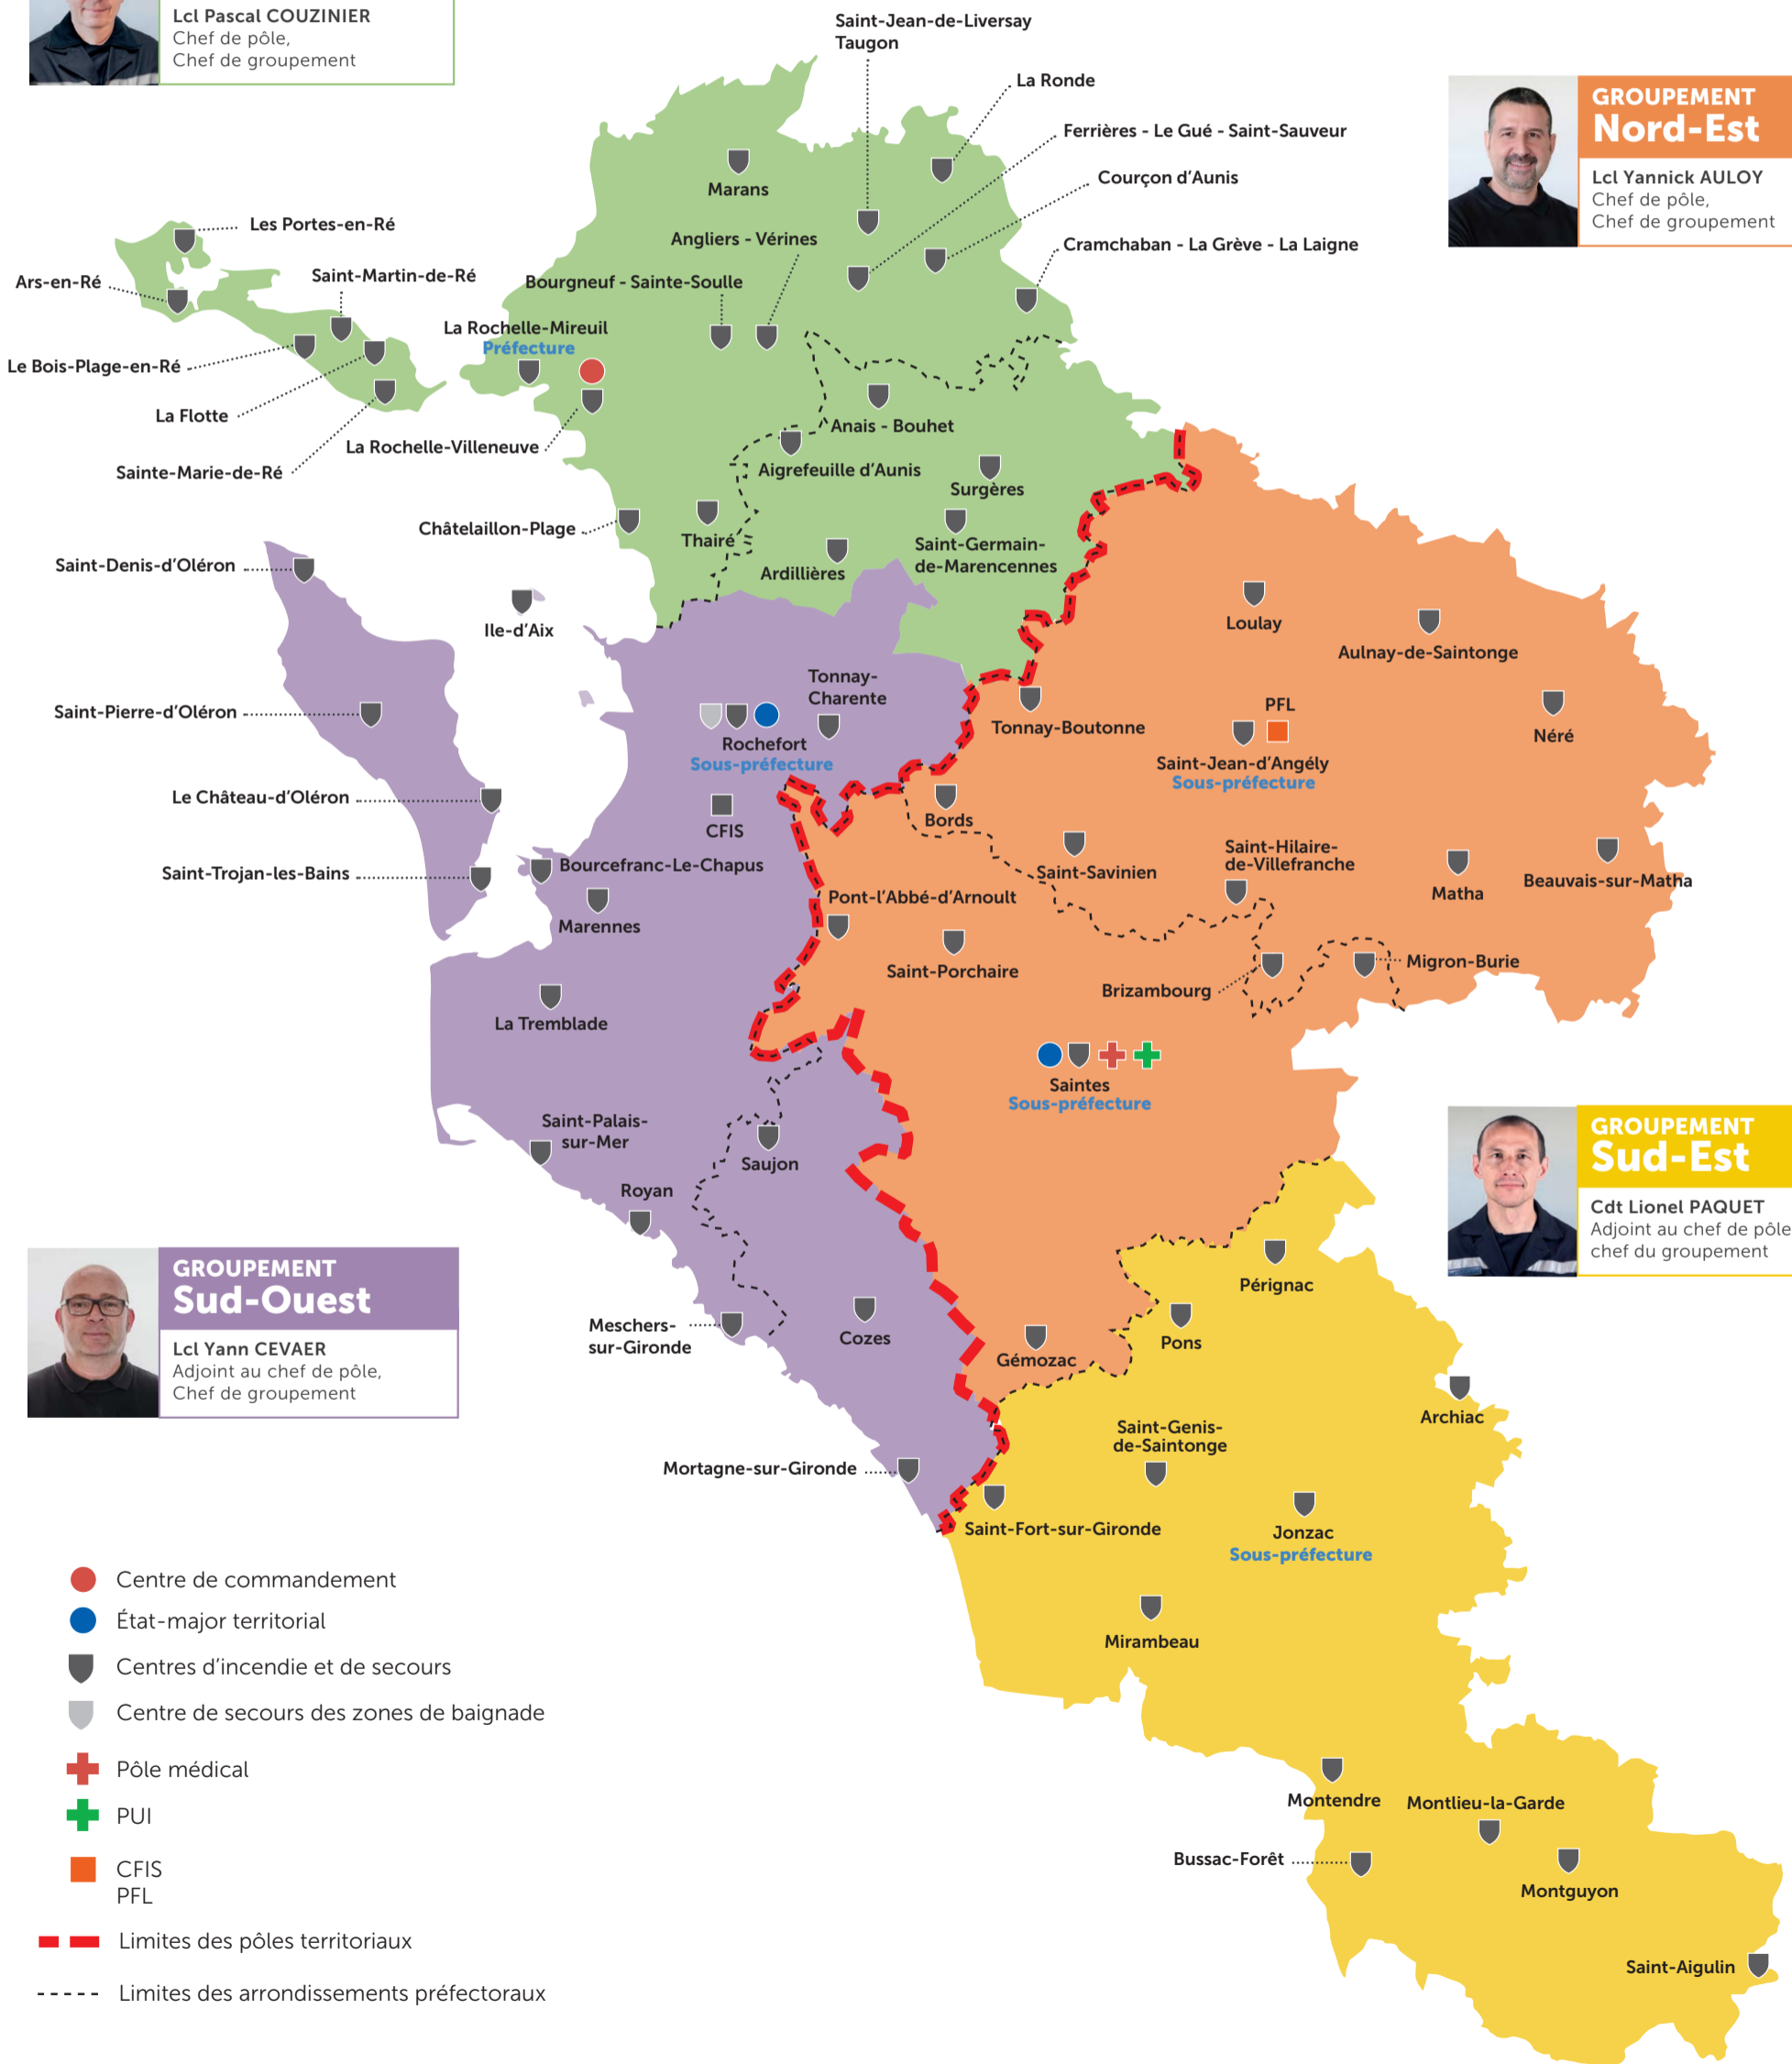 Lcl Pascal COUZINIER
Chef de pôle,
Chef de groupement
Saint-Jean-de-Liversay
Taugon
La Ronde
Ferrières - Le Gué - Saint-Sauveur
Courçon d'Aunis
Cramchaban - La Grève - La Laigne
Marans
Angliers - Vérines
Bourgneuf - Sainte-Soulle
GROUPEMENT
Nord-Est
Lcl Yannick AULOY
Chef de pôle,
Chef de groupement
Les Portes-en-Ré
Ars-en-Ré
Saint-Martin-de-Ré
Le Bois-Plage-en-Ré
La Flotte
Sainte-Marie-de-Ré
La Rochelle-Mireuil
Préfecture
La Rochelle-Villeneuve
Anais - Bouhet
Aigrefeuille d'Aunis
Surgères
Châtelaillon-Plage
Thairé
Ardillières
Saint-Germain-
de-Marencennes
Saint-Denis-d'Oléron
Ile-d'Aix
Saint-Pierre-d'Oléron
Le Château-d'Oléron
Saint-Trojan-les-Bains
Tonnay-
Charente
Rochefort
Sous-préfecture
CFIS
Bourcefranc-Le-Chapus
Marennes
La Tremblade
Loulay
Aulnay-de-Saintonge
Tonnay-Boutonne
PFL
Saint-Jean-d'Angély
Sous-préfecture
Néré
Bords
Saint-Savinien
Saint-Hilaire-
de-Villefranche
Matha
Beauvais-sur-Matha
Pont-l'Abbé-d'Arnoult
Saint-Porchaire
Brizambourg
Migron-Burie
Saintes
Sous-préfecture
Saint-Palais-
sur-Mer
Saujon
Royan
GROUPEMENT
Sud-Est
Cdt Lionel PAQUET
Adjoint au chef de pôle
chef du groupement
GROUPEMENT
Sud-Ouest
Lcl Yann CEVAER
Adjoint au chef de pôle,
Chef de groupement
Meschers-
sur-Gironde
Cozes
Gémozac
Pérignac
Pons
Archiac
Mortagne-sur-Gironde
Saint-Genis-
de-Saintonge
Saint-Fort-sur-Gironde
Jonzac
Sous-préfecture
Mirambeau
Montendre
Montlieu-la-Garde
Bussac-Forêt
Montguyon
Saint-Aigulin
Centre de commandement
État-major territorial
Centres d'incendie et de secours
Centre de secours des zones de baignade
Pôle médical
PUI
CFIS
PFL
Limites des pôles territoriaux
Limites des arrondissements préfectoraux